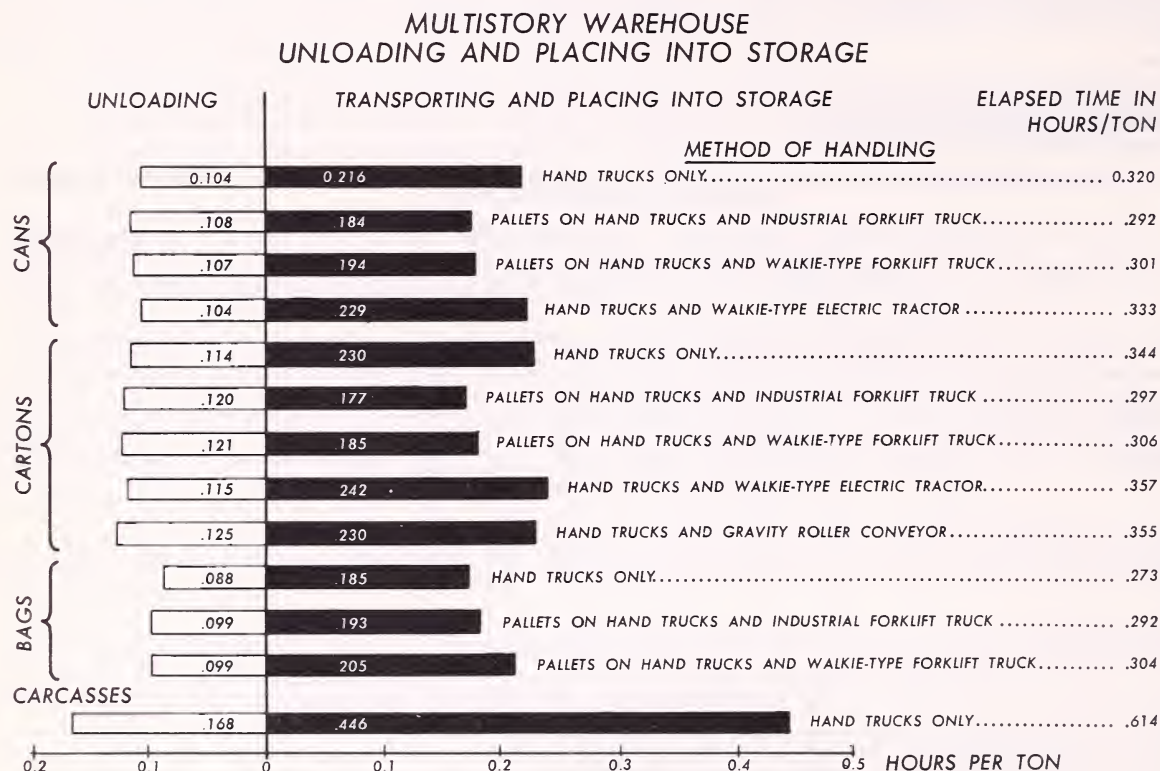 MULTISTORY WAREHOUSE
UNLOADING AND PLACING INTO STORAGE
UNLOADING TRANSPORTING AND PLACING INTO STORAGE ELAPSED TIME IN
HOURS/TON
METHOD OF HANDLING
CANS
0.104 0.216 HAND TRUCKS ONLY 0.320
.108 .184 PALLETS ON HAND TRUCKS AND INDUSTRIAL FORKLIFT TRUCK .292
.107 .194 PALLETS ON HAND TRUCKS AND WALKIE-TYPE FORKLIFT TRUCK .301
.104 .229 HAND TRUCKS AND WALKIE-TYPE ELECTRIC TRACTOR .333
CARTONS
.114 .230 HAND TRUCKS ONLY .344
.120 .177 PALLETS ON HAND TRUCKS AND INDUSTRIAL FORKLIFT TRUCK .297
.121 .185 PALLETS ON HAND TRUCKS AND WALKIE-TYPE FORKLIFT TRUCK .306
.115 .242 HAND TRUCKS AND WALKIE-TYPE ELECTRIC TRACTOR .357
.125 .230 HAND TRUCKS AND GRAVITY ROLLER CONVEYOR .355
BAGS
.088 .185 HAND TRUCKS ONLY .273
.099 .193 PALLETS ON HAND TRUCKS AND INDUSTRIAL FORKLIFT TRUCK .292
.099 .205 PALLETS ON HAND TRUCKS AND WALKIE-TYPE FORKLIFT TRUCK .304
CARCASSES
.168 .446 HAND TRUCKS ONLY .614
0.2 0.1 0 0.1 0.2 0.3 0.4 0.5 HOURS PER TON